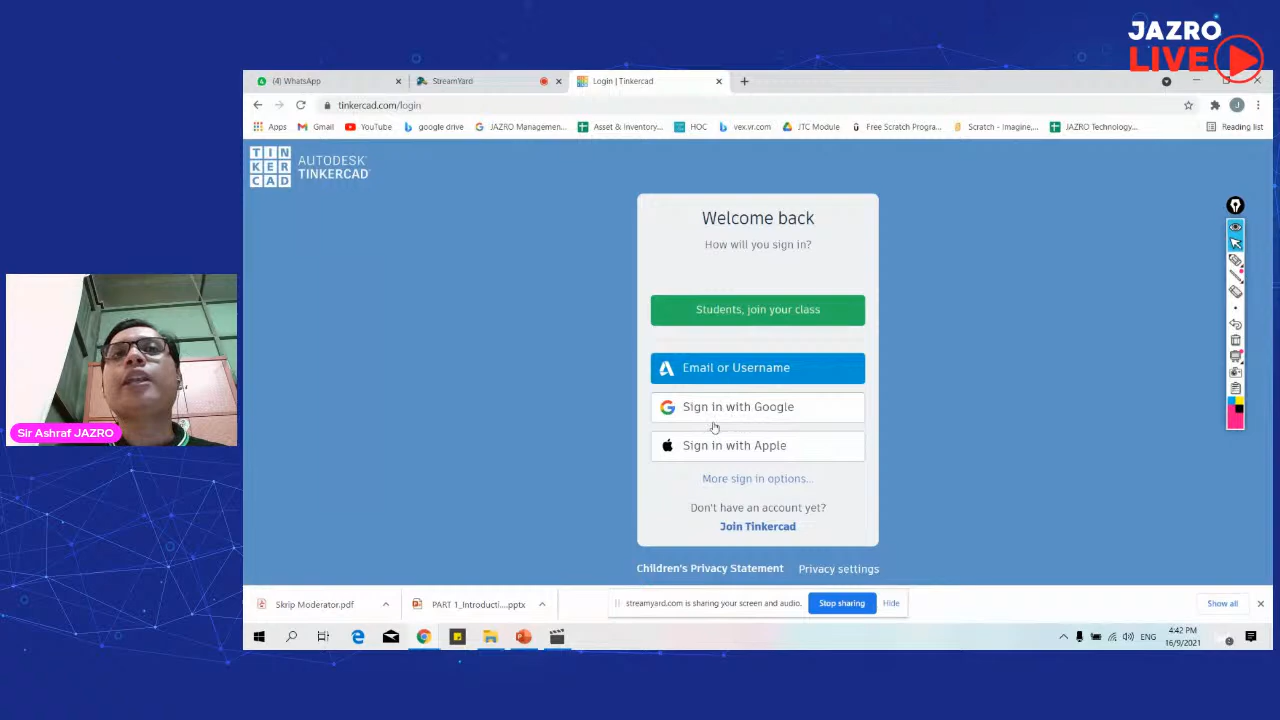 JAZRO
LIVE
(4) WhatsApp
StreamYard
Login | Tinkercad
tinkercad.com/login
Apps
Gmail
YouTube
google drive
JAZRO Managemen...
Asset & Inventory...
HOC
vex.vr.com
JTC Module
Free Scratch Progra...
Scratch - Imagine,...
JAZRO Technology...
Reading list
TIN
KER
CAD
AUTODESK
TINKERCAD
Welcome back
How will you sign in?
Students, join your class
Email or Username
Sign in with Google
Sign in with Apple
More sign in options...
Don't have an account yet?
Join Tinkercad
Children's Privacy Statement
Privacy settings
Sir Ashraf JAZRO
Skrip Moderator.pdf
PART 1_Introducti....pptx
streamyard.com is sharing your screen and audio.
Stop sharing
Hide
Show all
ENG
4:42 PM
16/9/2021